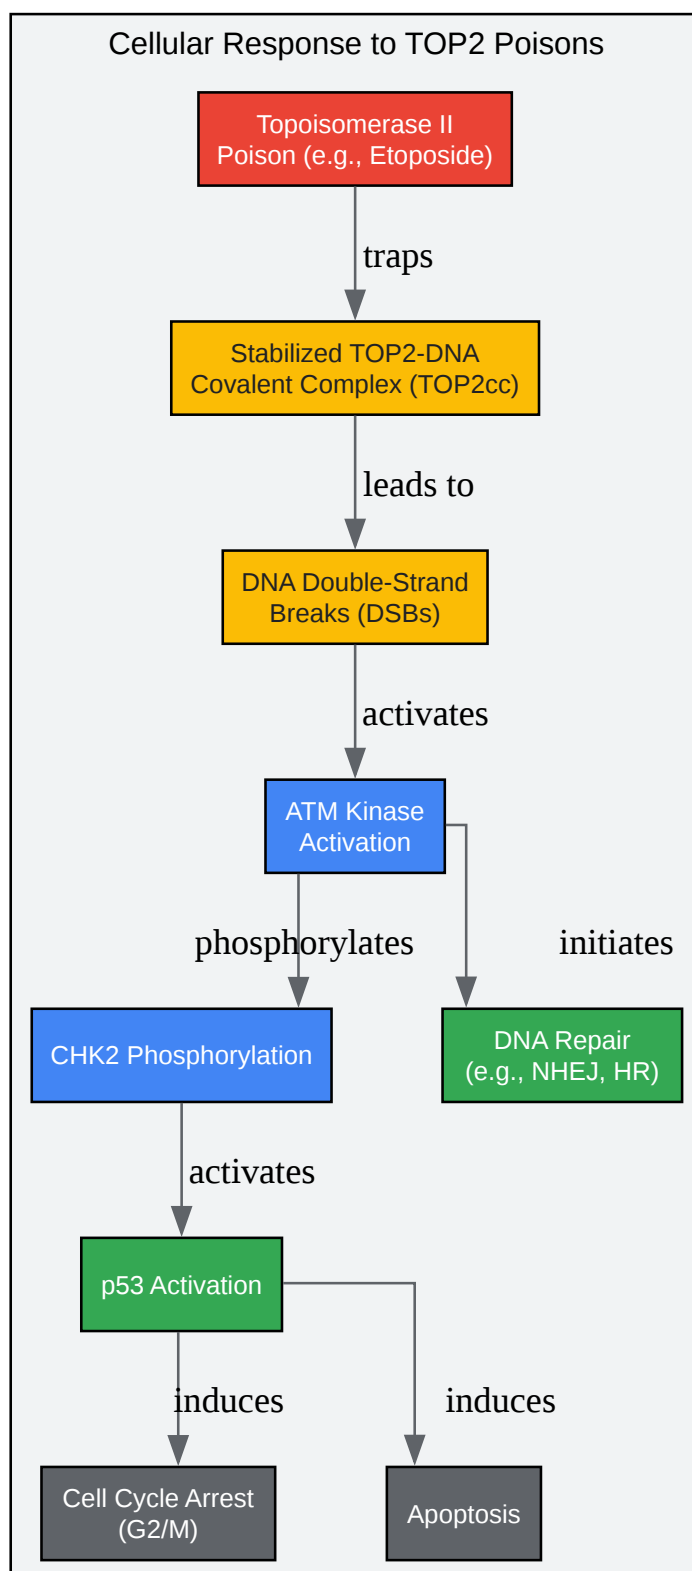 Cellular Response to TOP2 Poisons
Topoisomerase II
Poison (e.g., Etoposide)
traps
Stabilized TOP2-DNA
Covalent Complex (TOP2cc)
leads to
DNA Double-Strand
Breaks (DSBs)
activates
ATM Kinase
Activation
phosphorylates
initiates
CHK2 Phosphorylation
DNA Repair
(e.g., NHEJ, HR)
activates
p53 Activation
induces
induces
Cell Cycle Arrest
(G2/M)
Apoptosis